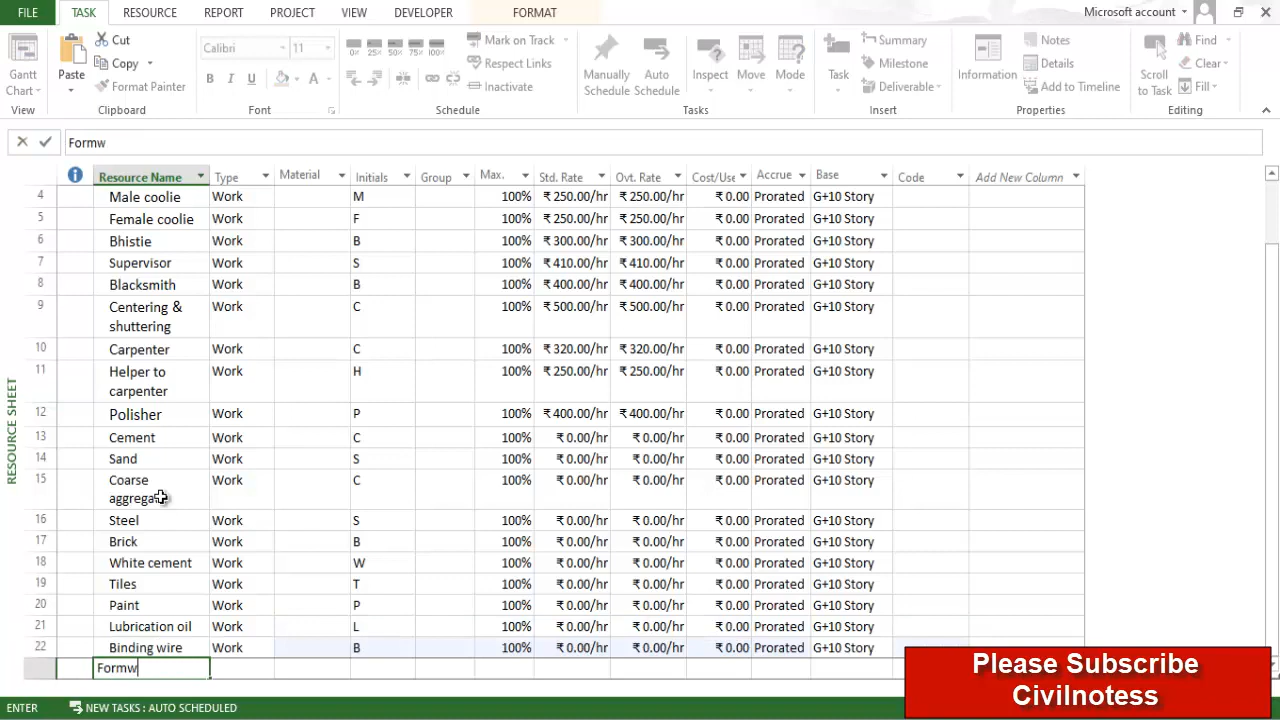 FILE TASK RESOURCE REPORT PROJECT VIEW DEVELOPER FORMAT Microsoft account
Gantt Chart
View
Paste
Cut
Copy
Format Painter
Clipboard
Calibri 11
B I U A
Font
0% 25% 50% 75% 100%
Mark on Track
Respect Links
Inactivate
Schedule
Manually Schedule
Auto Schedule
Inspect
Move
Mode
Tasks
Task
Summary
Milestone
Deliverable
Insert
Information
Notes
Details
Add to Timeline
Properties
Scroll to Task
Find
Clear
Fill
Editing
Formw
Resource Name Type Material Initials Group Max. Std. Rate Ovt. Rate Cost/Use Accrue Base Code Add New Column
4 Male coolie Work M 100% ₹ 250.00/hr ₹ 250.00/hr ₹ 0.00 Prorated G+10 Story
5 Female coolie Work F 100% ₹ 250.00/hr ₹ 250.00/hr ₹ 0.00 Prorated G+10 Story
6 Bhistie Work B 100% ₹ 300.00/hr ₹ 300.00/hr ₹ 0.00 Prorated G+10 Story
7 Supervisor Work S 100% ₹ 410.00/hr ₹ 410.00/hr ₹ 0.00 Prorated G+10 Story
8 Blacksmith Work B 100% ₹ 400.00/hr ₹ 400.00/hr ₹ 0.00 Prorated G+10 Story
9 Centering & Work C 100% ₹ 500.00/hr ₹ 500.00/hr ₹ 0.00 Prorated G+10 Story
shuttering
10 Carpenter Work C 100% ₹ 320.00/hr ₹ 320.00/hr ₹ 0.00 Prorated G+10 Story
11 Helper to Work H 100% ₹ 250.00/hr ₹ 250.00/hr ₹ 0.00 Prorated G+10 Story
carpenter
12 Polisher Work P 100% ₹ 400.00/hr ₹ 400.00/hr ₹ 0.00 Prorated G+10 Story
13 Cement Work C 100% ₹ 0.00/hr ₹ 0.00/hr ₹ 0.00 Prorated G+10 Story
14 Sand Work S 100% ₹ 0.00/hr ₹ 0.00/hr ₹ 0.00 Prorated G+10 Story
15 Coarse Work C 100% ₹ 0.00/hr ₹ 0.00/hr ₹ 0.00 Prorated G+10 Story
aggregate
16 Steel Work S 100% ₹ 0.00/hr ₹ 0.00/hr ₹ 0.00 Prorated G+10 Story
17 Brick Work B 100% ₹ 0.00/hr ₹ 0.00/hr ₹ 0.00 Prorated G+10 Story
18 White cement Work W 100% ₹ 0.00/hr ₹ 0.00/hr ₹ 0.00 Prorated G+10 Story
19 Tiles Work T 100% ₹ 0.00/hr ₹ 0.00/hr ₹ 0.00 Prorated G+10 Story
20 Paint Work P 100% ₹ 0.00/hr ₹ 0.00/hr ₹ 0.00 Prorated G+10 Story
21 Lubrication oil Work L 100% ₹ 0.00/hr ₹ 0.00/hr ₹ 0.00 Prorated G+10 Story
22 Binding wire Work B 100% ₹ 0.00/hr ₹ 0.00/hr ₹ 0.00 Prorated G+10 Story
Formw
RESOURCE SHEET
Please Subscribe
Civilnotess
ENTER NEW TASKS : AUTO SCHEDULED